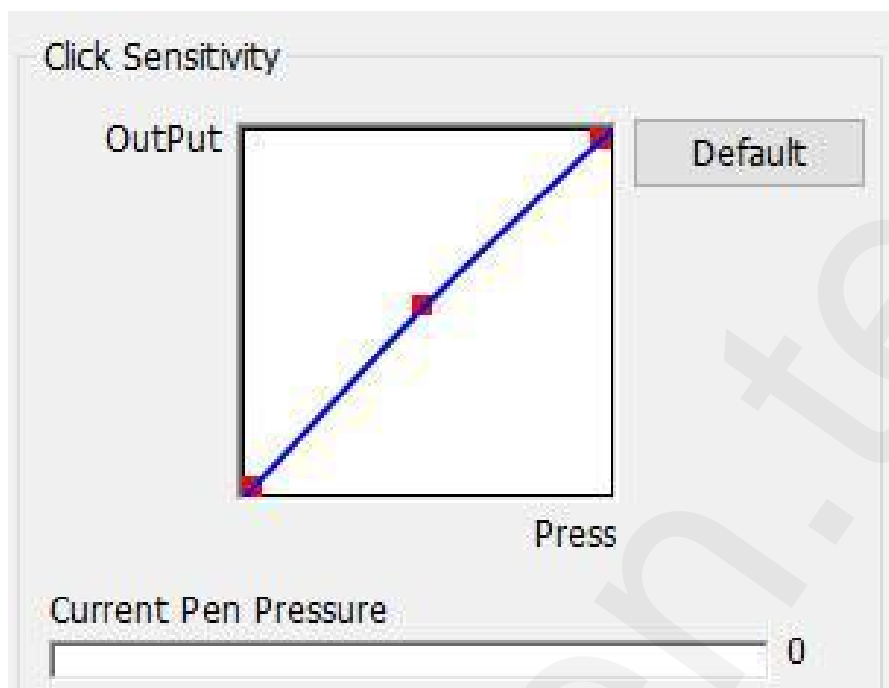 Click Sensitivity
OutPut
Default
Press
Current Pen Pressure
0